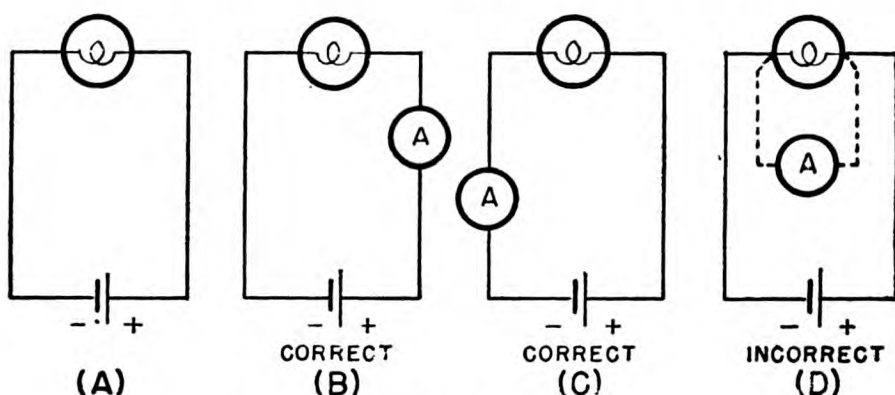 A
A
A
- +
- +
- +
- +
CORRECT
CORRECT
INCORRECT
(A)
(B)
(C)
(D)